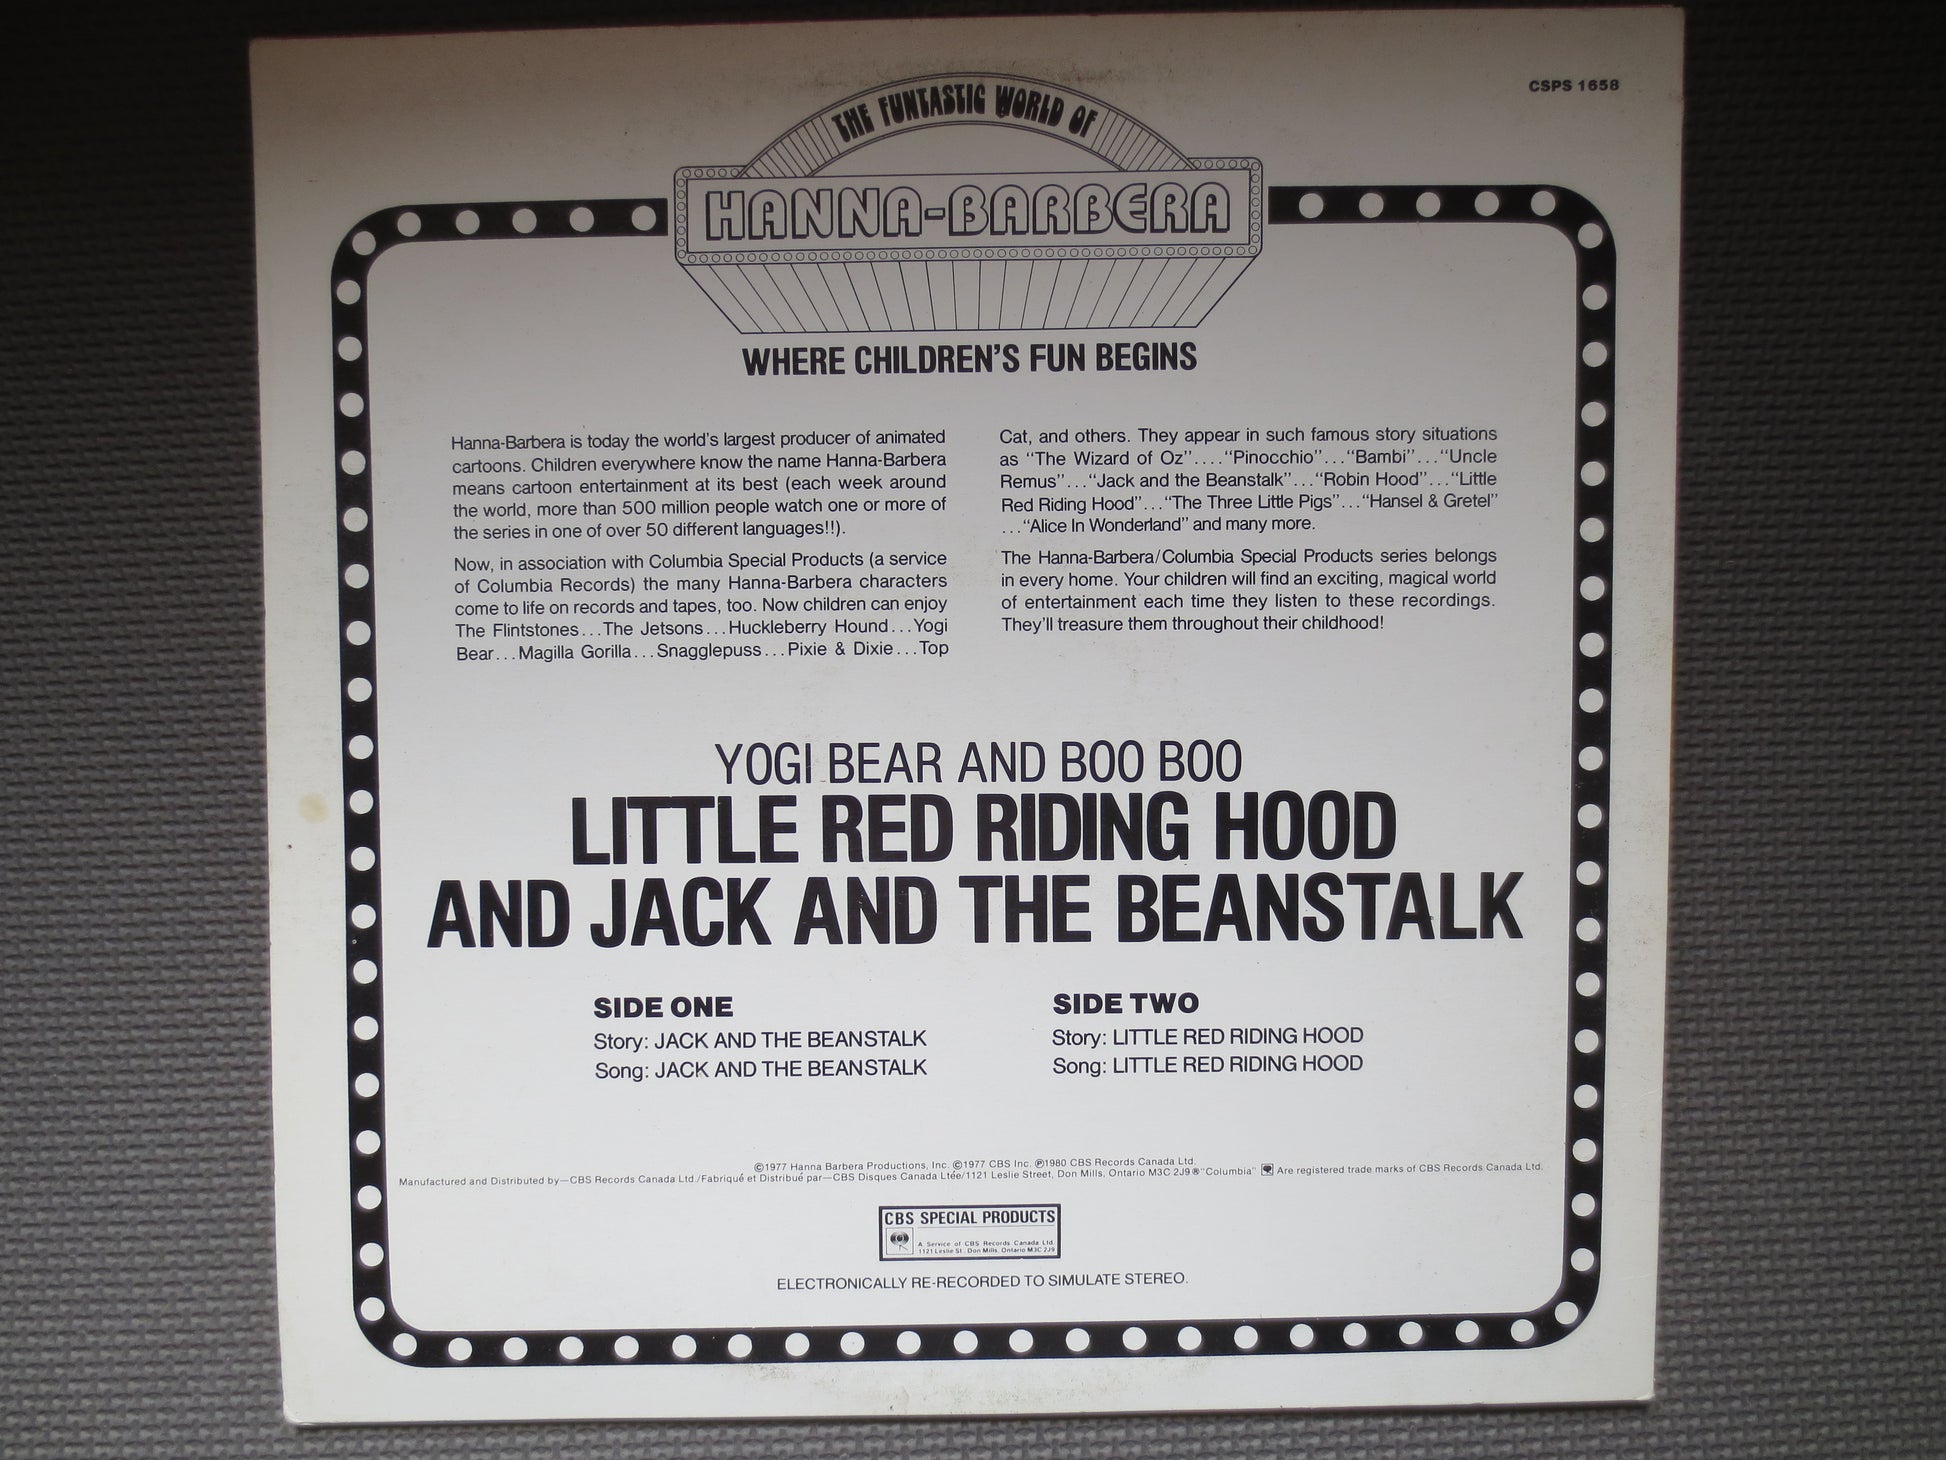 CSPS 1658
THE FUNTASTIC WORLD OF
HANNA-BARBERA
WHERE CHILDREN'S FUN BEGINS
Hanna-Barbera is today the world's largest producer of animated
cartoons. Children everywhere know the name Hanna-Barbera
means cartoon entertainment at its best (each week around
the world, more than 500 million people watch one or more of
the series in one of over 50 different languages!!).
Now, in association with Columbia Special Products (a service
of Columbia Records) the many Hanna-Barbera characters
come to life on records and tapes, too. Now children can enjoy
The Flintstones...The Jetsons...Huckleberry Hound...Yogi
Bear...Magilla Gorilla...Snagglepuss...Pixie & Dixie...Top
Cat, and others. They appear in such famous story situations
as "The Wizard of Oz"...."Pinocchio"..."Bambi"..."Uncle
Remus"..."Jack and the Beanstalk"..."Robin Hood"..."Little
Red Riding Hood"..."The Three Little Pigs"..."Hansel & Gretel"
..."Alice In Wonderland" and many more.
The Hanna-Barbera/Columbia Special Products series belongs
in every home. Your children will find an exciting, magical world
of entertainment each time they listen to these recordings.
They'll treasure them throughout their childhood!
YOGI BEAR AND BOO BOO
LITTLE RED RIDING HOOD
AND JACK AND THE BEANSTALK
SIDE ONE
Story: JACK AND THE BEANSTALK
Song: JACK AND THE BEANSTALK
SIDE TWO
Story: LITTLE RED RIDING HOOD
Song: LITTLE RED RIDING HOOD
©1977 Hanna Barbera Productions, Inc. ©1977 CBS Inc. ℗1980 CBS Records Canada Ltd.
Manufactured and Distributed by—CBS Records Canada Ltd./Fabriqué et Distribué par—CBS Disques Canada Ltée/1121 Leslie Street, Don Mills, Ontario M3C 2J9 ® "Columbia" Are registered trade marks of CBS Records Canada Ltd.
CBS SPECIAL PRODUCTS
A Service of CBS Records Canada Ltd.
1121 Leslie St. Don Mills, Ontario M3C 2J9
ELECTRONICALLY RE-RECORDED TO SIMULATE STEREO.